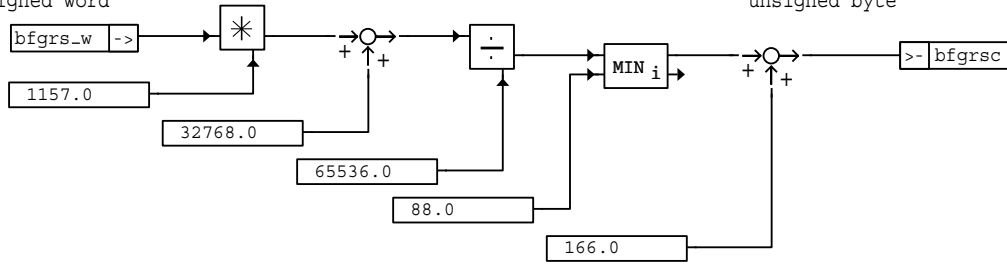 unsigned byte
bfgrs_w ->
1157.0
32768.0
65536.0
88.0
166.0
MIN i
>- bfgrsc
+ +
+ +